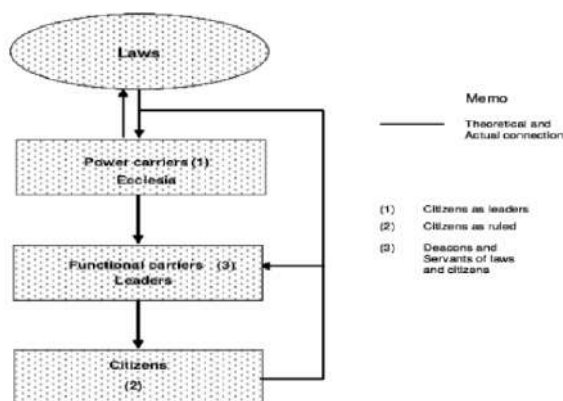 Laws
Power carriers (1)
Ecclesia
Functional carriers (3)
Leaders
Citizens
(2)
Memo
Theoretical and
Actual connection
(1) Citizens as leaders
(2) Citizens as ruled
(3) Deacons and
Servants of laws
and citizens